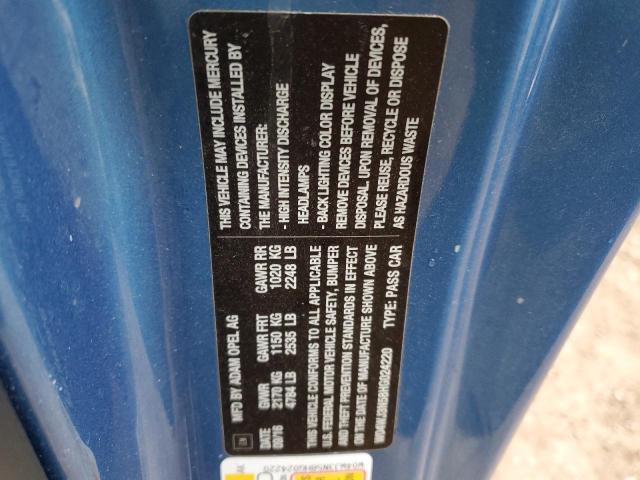 MFD BY ADAM OPEL AG
DATE GVWR GAWR FRT GAWR RR
2170 KG 1150 KG 1020 KG
4784 LB 2535 LB 2248 LB
THIS VEHICLE CONFORMS TO ALL APPLICABLE
U.S. FEDERAL MOTOR VEHICLE SAFETY, BUMPER
AND THEFT PREVENTION STANDARDS IN EFFECT
ON THE DATE OF MANUFACTURE SHOWN ABOVE
TYPE: PASS CAR
THIS VEHICLE MAY INCLUDE MERCURY
CONTAINING DEVICES INSTALLED BY
THE MANUFACTURER:
- HIGH INTENSITY DISCHARGE
HEADLAMPS
- BACK LIGHTING COLOR DISPLAY
REMOVE DEVICES BEFORE VEHICLE
DISPOSAL. UPON REMOVAL OF DEVICES,
PLEASE REUSE, RECYCLE OR DISPOSE
AS HAZARDOUS WASTE